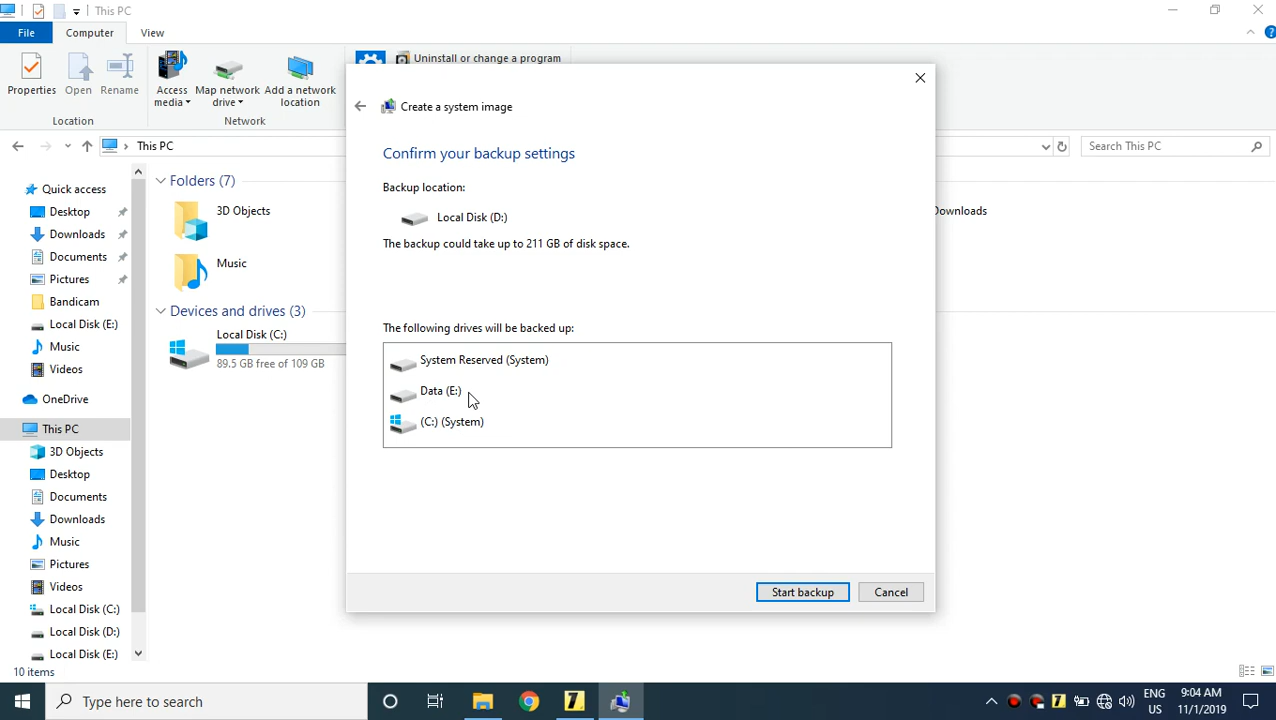 This PC
File
Computer
View
Properties
Open
Rename
Access media
Map network drive
Add a network location
Uninstall or change a program
Location
Network
This PC
Search This PC
Quick access
Desktop
Downloads
Documents
Pictures
Bandicam
Local Disk (E:)
Music
Videos
OneDrive
This PC
3D Objects
Desktop
Documents
Downloads
Music
Pictures
Videos
Local Disk (C:)
Local Disk (D:)
Local Disk (E:)
Folders (7)
3D Objects
Music
Downloads
Devices and drives (3)
Local Disk (C:)
89.5 GB free of 109 GB
Create a system image
Confirm your backup settings
Backup location:
Local Disk (D:)
The backup could take up to 211 GB of disk space.
The following drives will be backed up:
System Reserved (System)
Data (E:)
(C:) (System)
Start backup
Cancel
10 items
Type here to search
ENG
US
9:04 AM
11/1/2019